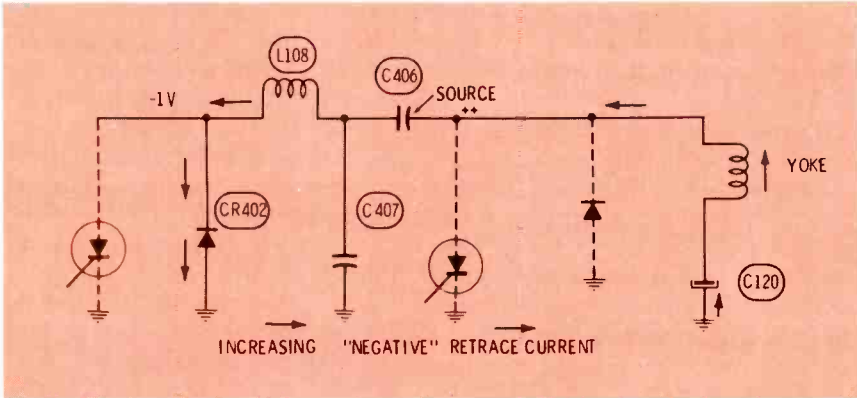 L108
C406
SOURCE
++
-1V
YOKE
CR402
C407
C120
INCREASING "NEGATIVE" RETRACE CURRENT